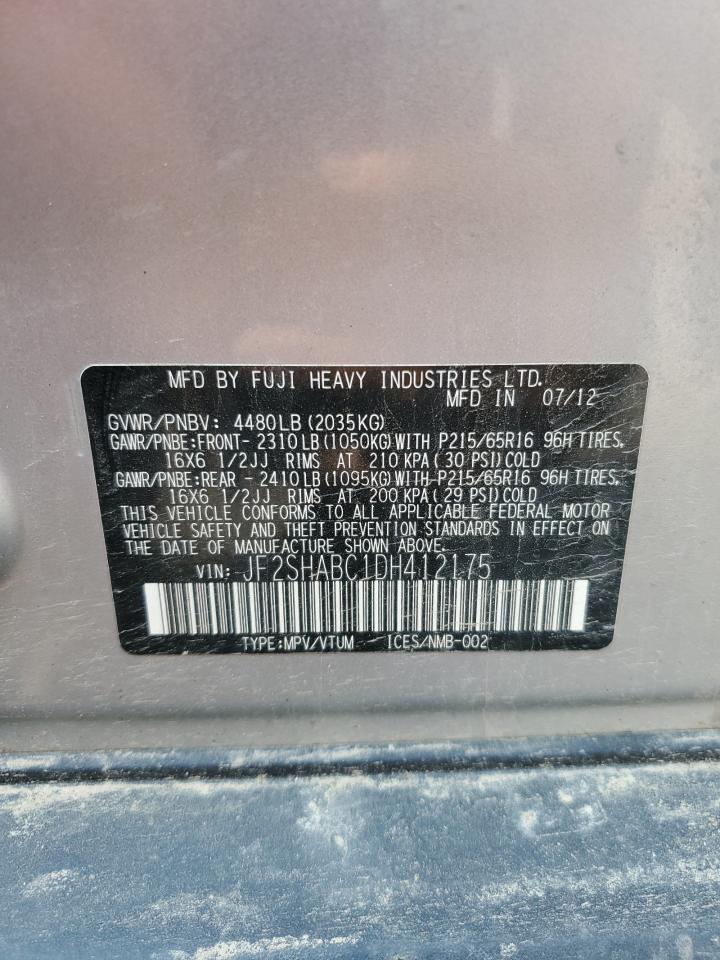 MFD BY FUJI HEAVY INDUSTRIES LTD.
MFD IN 07/12
GVWR/PNBV: 4480LB(2035KG)
GAWR/PNBE:FRONT- 2310LB(1050KG)WITH P215/65R16 96H TIRES,
16X6 1/2JJ RIMS AT 210 KPA(30 PSI)COLD
GAWR/PNBE:REAR - 2410LB(1095KG)WITH P215/65R16 96H TIRES,
16X6 1/2JJ RIMS AT 200 KPA(29 PSI)COLD
THIS VEHICLE CONFORMS TO ALL APPLICABLE FEDERAL MOTOR
VEHICLE SAFETY AND THEFT PREVENTION STANDARDS IN EFFECT ON
THE DATE OF MANUFACTURE SHOWN ABOVE.
VIN: JF2SHABC1DH412175
TYPE:MPV/VTUM ICES/NMB-002